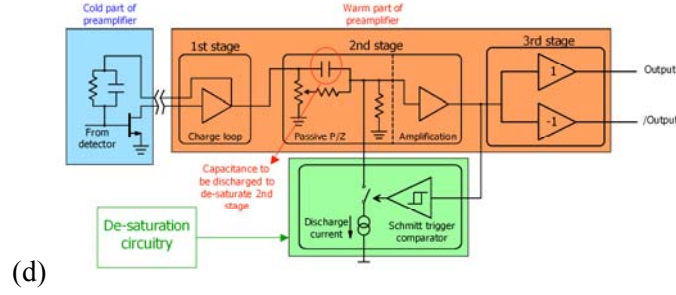 Cold part of
preamplifier
Warm part of
preamplifier
1st stage
2nd stage
3rd stage
1
Output
-1
/Output
From
detector
Charge loop
Passive P/Z
Amplification
Capacitance to
be discharged to
de-saturate 2nd
stage
De-saturation
circuitry
Discharge
current
Schmitt trigger
comparator
(d)